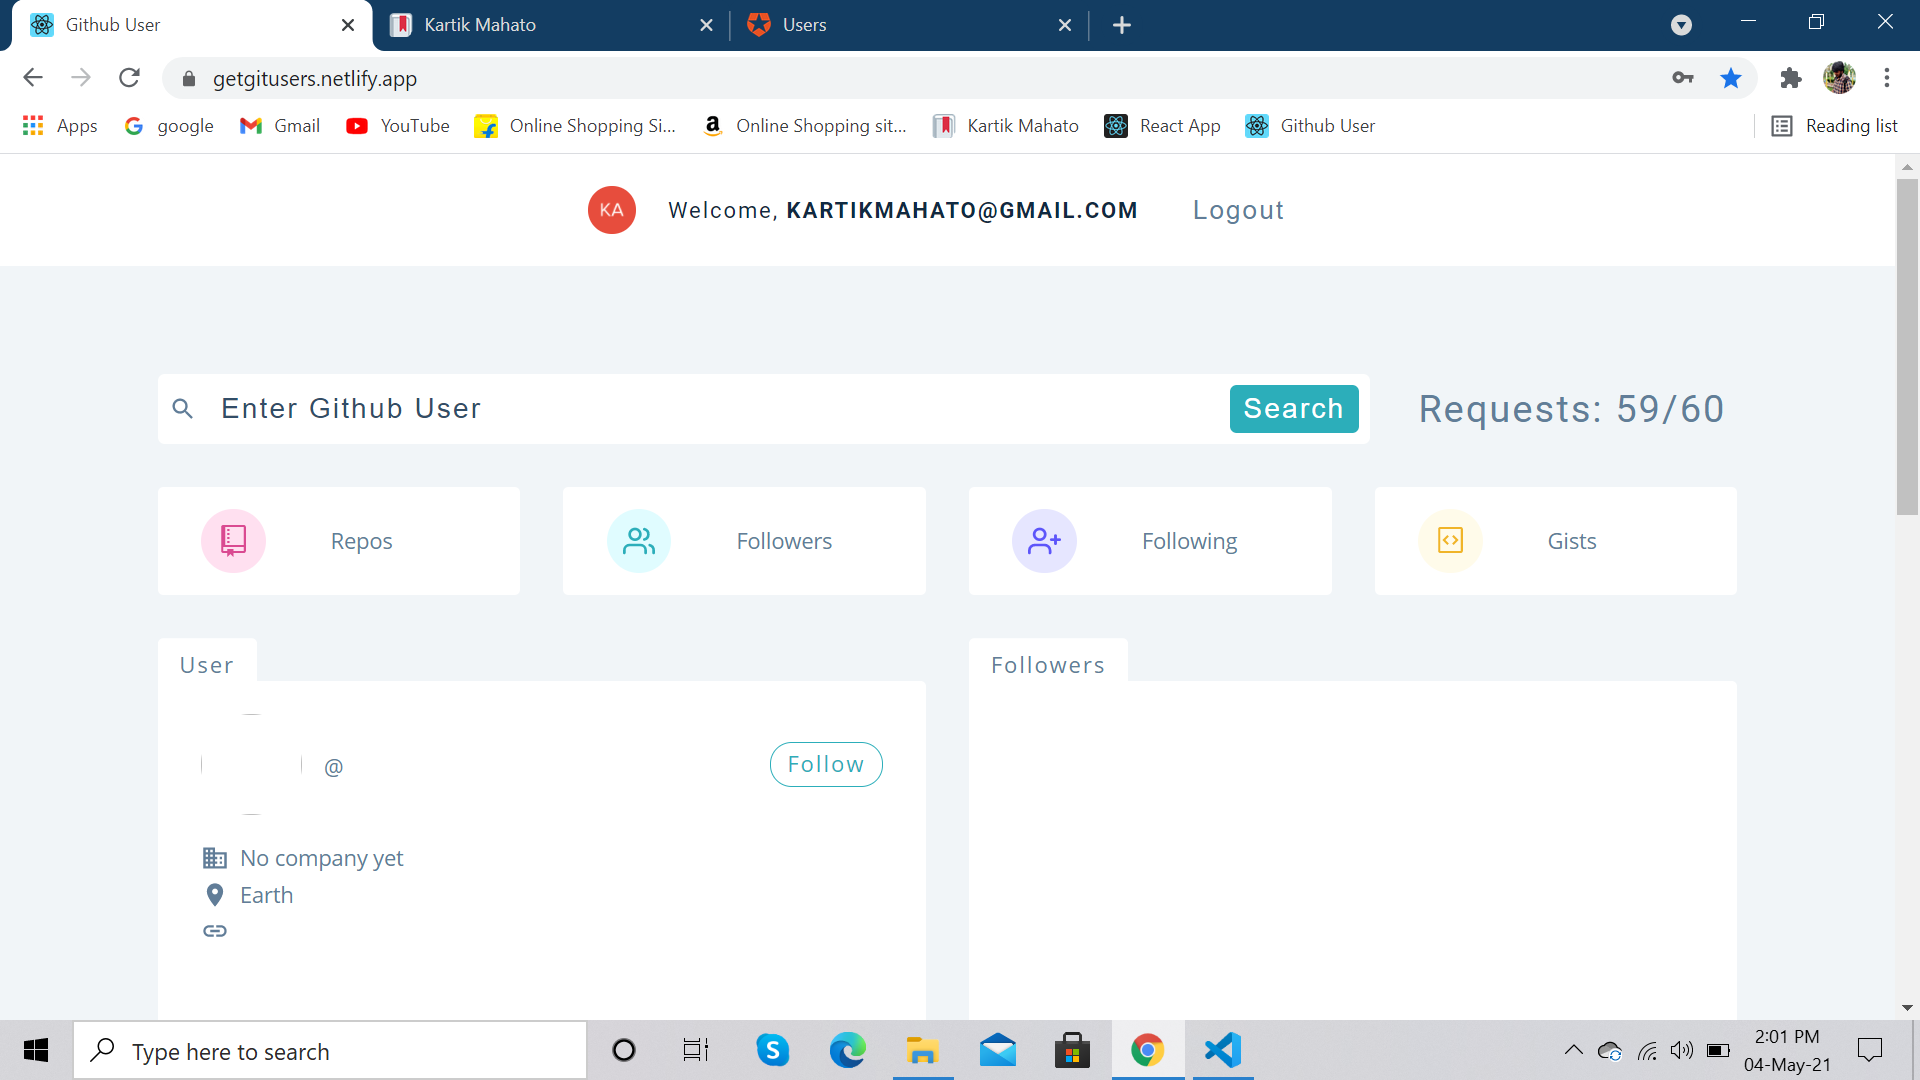 Github User
Kartik Mahato
Users
getgitusers.netlify.app
Apps
google
Gmail
YouTube
Online Shopping Si...
Online Shopping sit...
Kartik Mahato
React App
Github User
Reading list
KA
Welcome, KARTIKMAHATO@GMAIL.COM
Logout
Enter Github User
Search
Requests: 59/60
Repos
Followers
Following
Gists
User
Followers
@
Follow
No company yet
Earth
Type here to search
2:01 PM
04-May-21